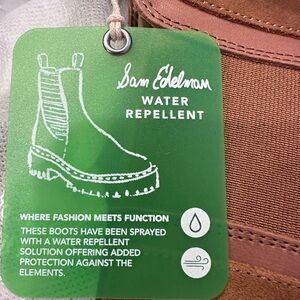 Sam Edelman
WATER
REPELLENT
WHERE FASHION MEETS FUNCTION
THESE BOOTS HAVE BEEN SPRAYED
WITH A WATER REPELLENT
SOLUTION OFFERING ADDED
PROTECTION AGAINST THE
ELEMENTS.